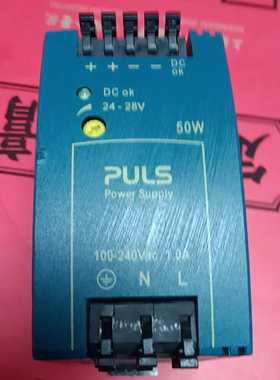 + + − − DC
OK
DC ok
24 - 28V
50W
PULS
Power Supply
100-240Vac 1.0A
N L